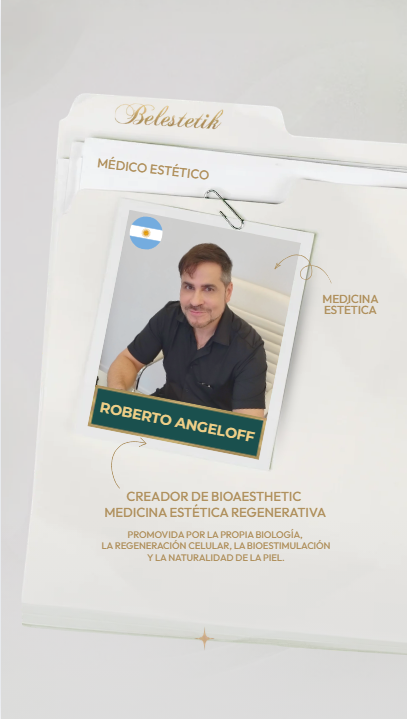 Belestetik
MÉDICO ESTÉTICO
MEDICINA
ESTETICA
ROBERTO ANGELOFF
CREADOR DE BIOAESTHETIC
MEDICINA ESTÉTICA REGENERATIVA
PROMOVIDA POR LA PROPIA BIOLOGÍA,
LA REGENERACIÓN CELULAR, LA BIOESTIMULACIÓN
Y LA NATURALIDAD DE LA PIEL.